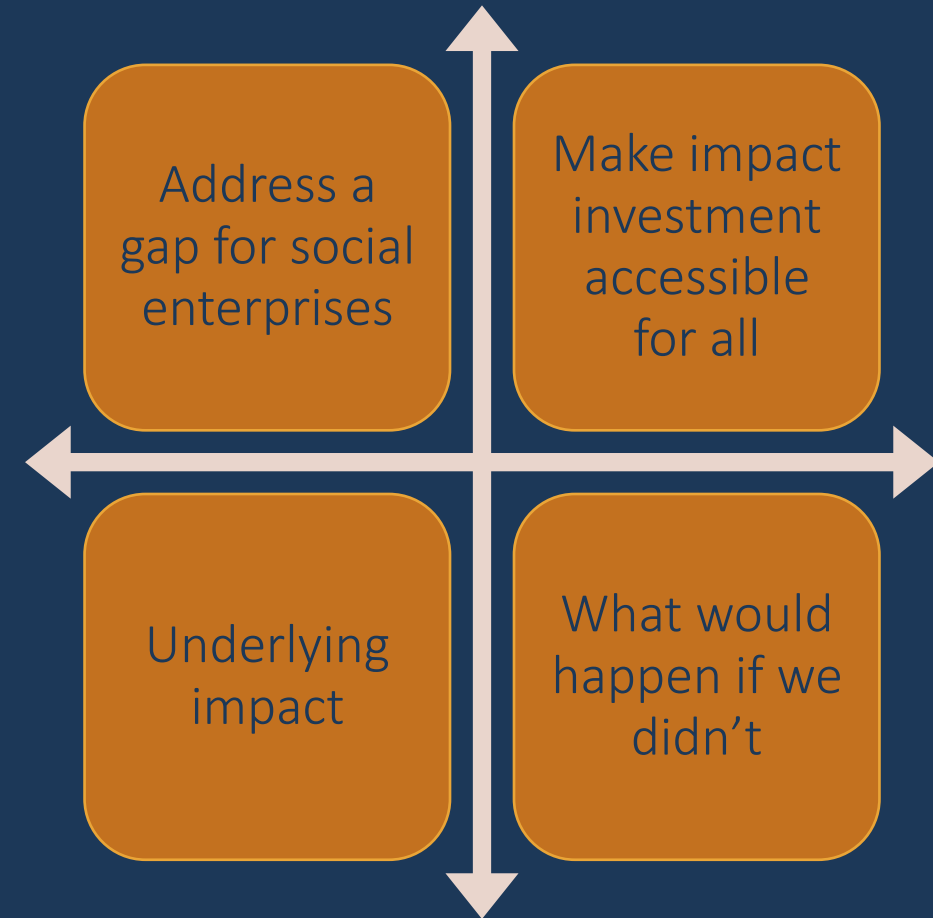 Address a
gap for social
enterprises
Make impact
investment
accessible
for all
Underlying
impact
What would
happen if we
didn’t